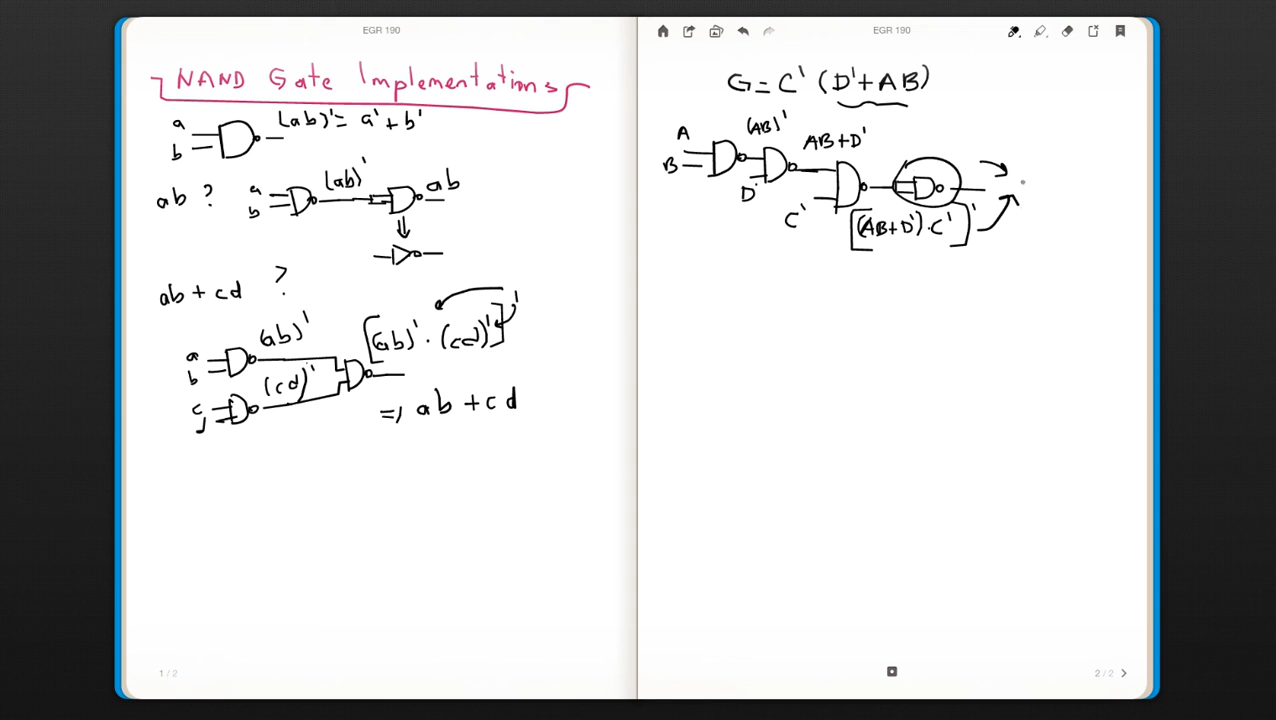 EGR 190
NAND Gate Implementations
a
b
(ab)' = a' + b'
ab ?
a
b
(ab)'
ab
ab + cd ?
a
b
(ab)'
[(ab)' . (cd)']'
c
d
(cd)'
=> ab + cd
1 / 2
EGR 190
G = C' (D' + AB)
A
B
(AB)'
D
AB + D'
C'
[(AB + D') . C']'
2 / 2